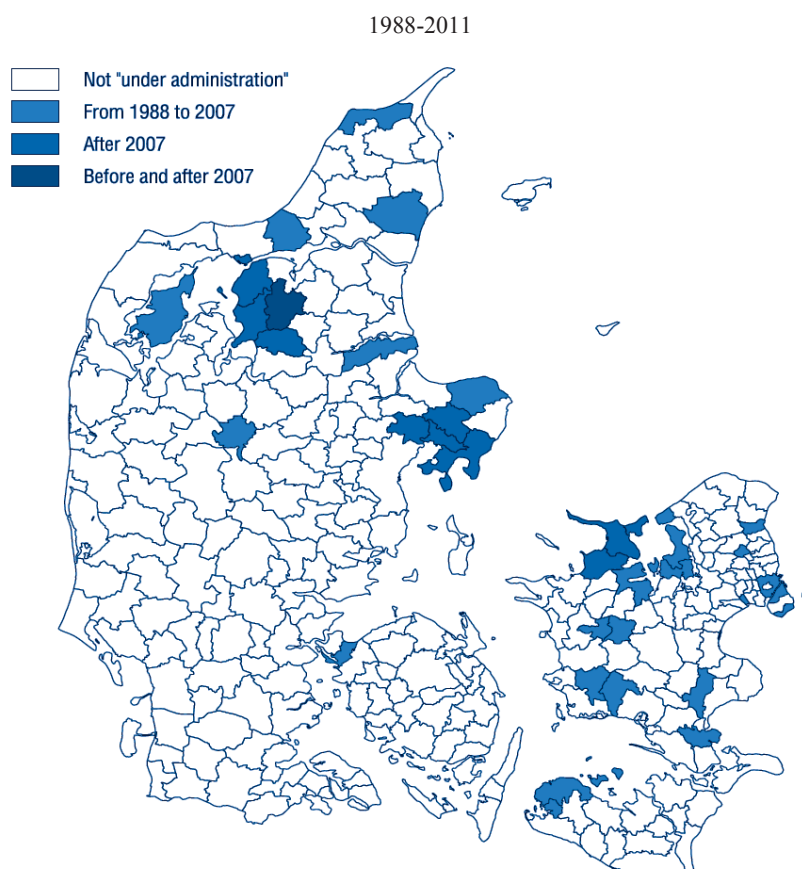 1988-2011
Not "under administration"
From 1988 to 2007
After 2007
Before and after 2007